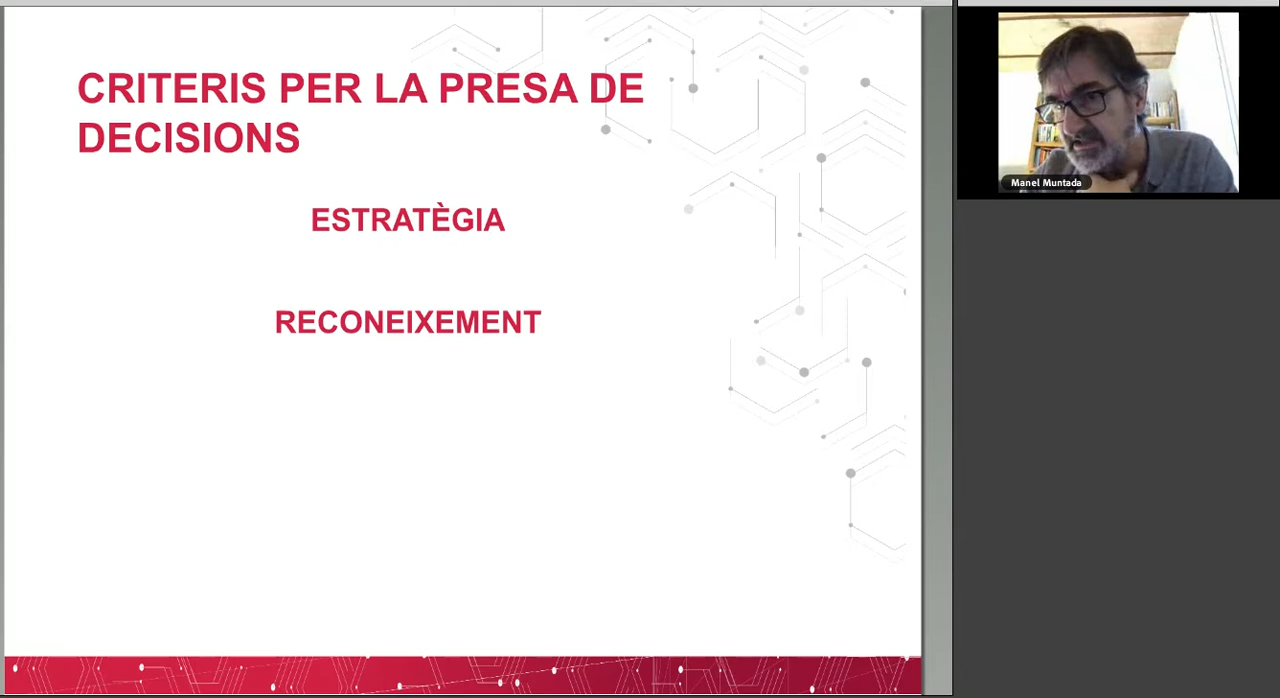 CRITERIS PER LA PRESA DE
DECISIONS
ESTRATÈGIA
RECONEIXEMENT
Manel Muntada